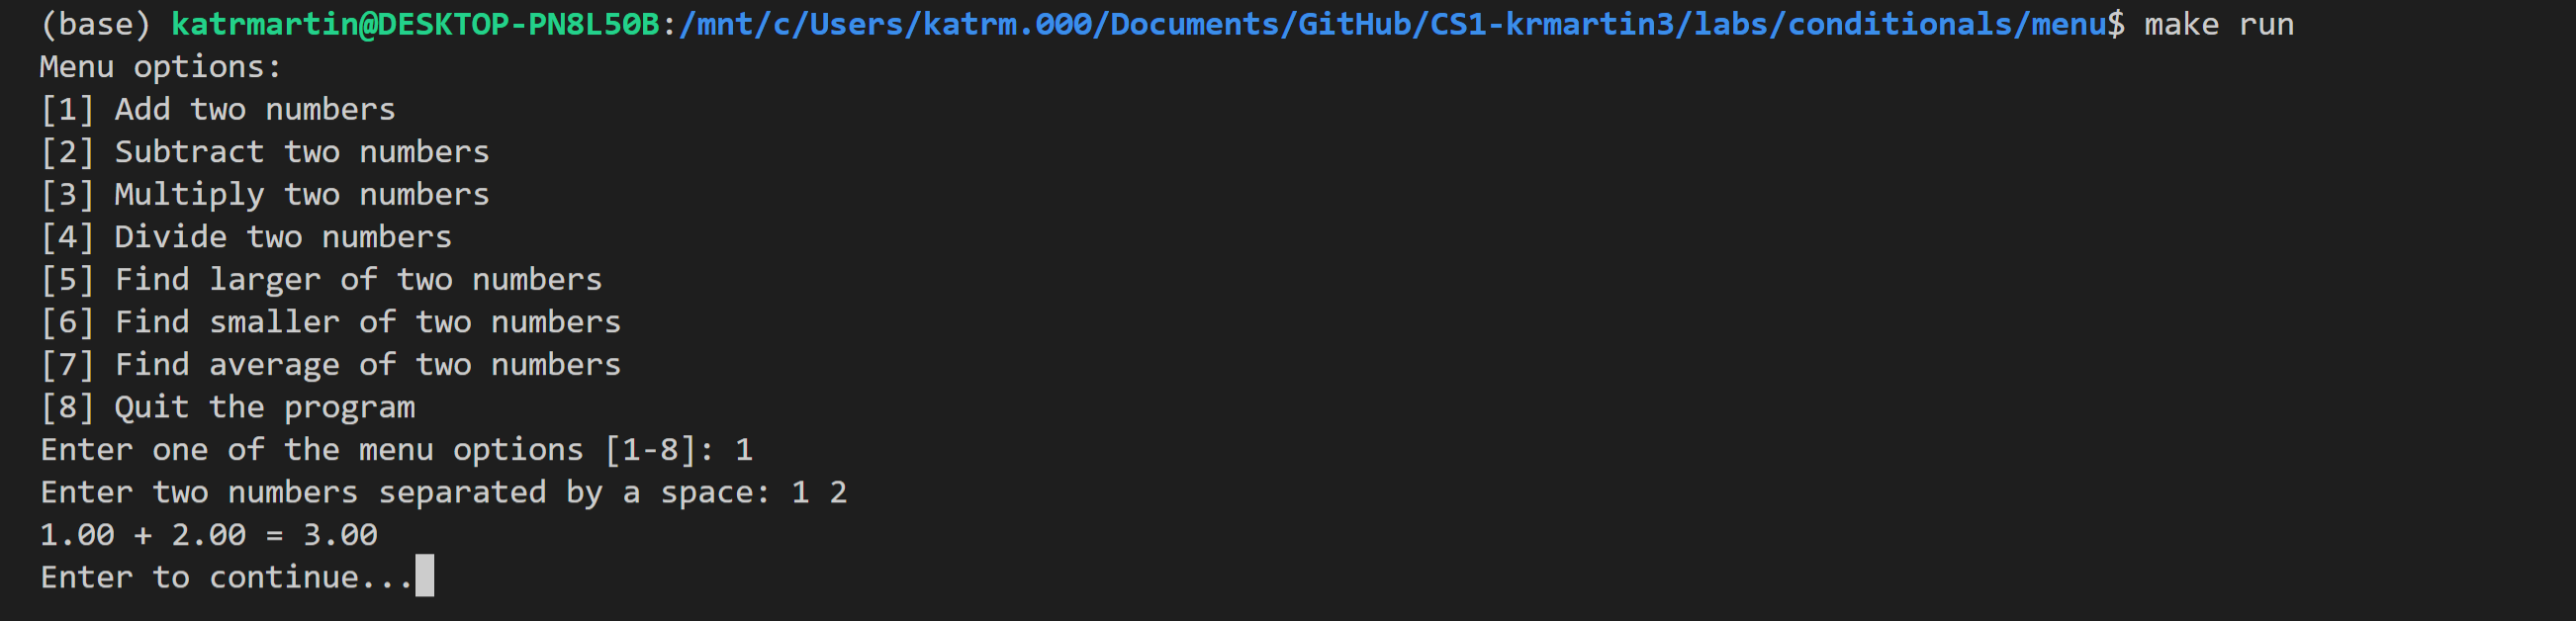 (base) katrmartin@DESKTOP-PN8L50B:/mnt/c/Users/katrm.000/Documents/GitHub/CS1-krmartin3/labs/conditionals/menu$ make run
Menu options:
[1] Add two numbers
[2] Subtract two numbers
[3] Multiply two numbers
[4] Divide two numbers
[5] Find larger of two numbers
[6] Find smaller of two numbers
[7] Find average of two numbers
[8] Quit the program
Enter one of the menu options [1-8]: 1
Enter two numbers separated by a space: 1 2
1.00 + 2.00 = 3.00
Enter to continue...